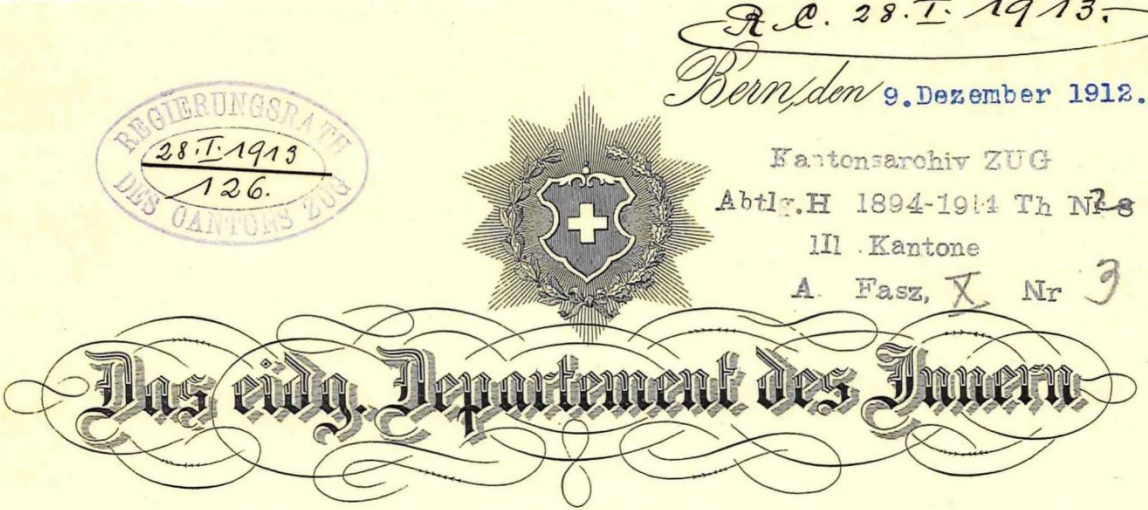 R.C. 28.I.1913.
Bern, den 9.Dezember 1912.
REGIERUNGSRATH
28.I.1913
126.
DES CANTONS ZUG
Kantonsarchiv ZUG
Abtlg.H 1894-1914 Th
III Kantone
A Fasz, X Nr 3
Das eidg. Departement des Innern